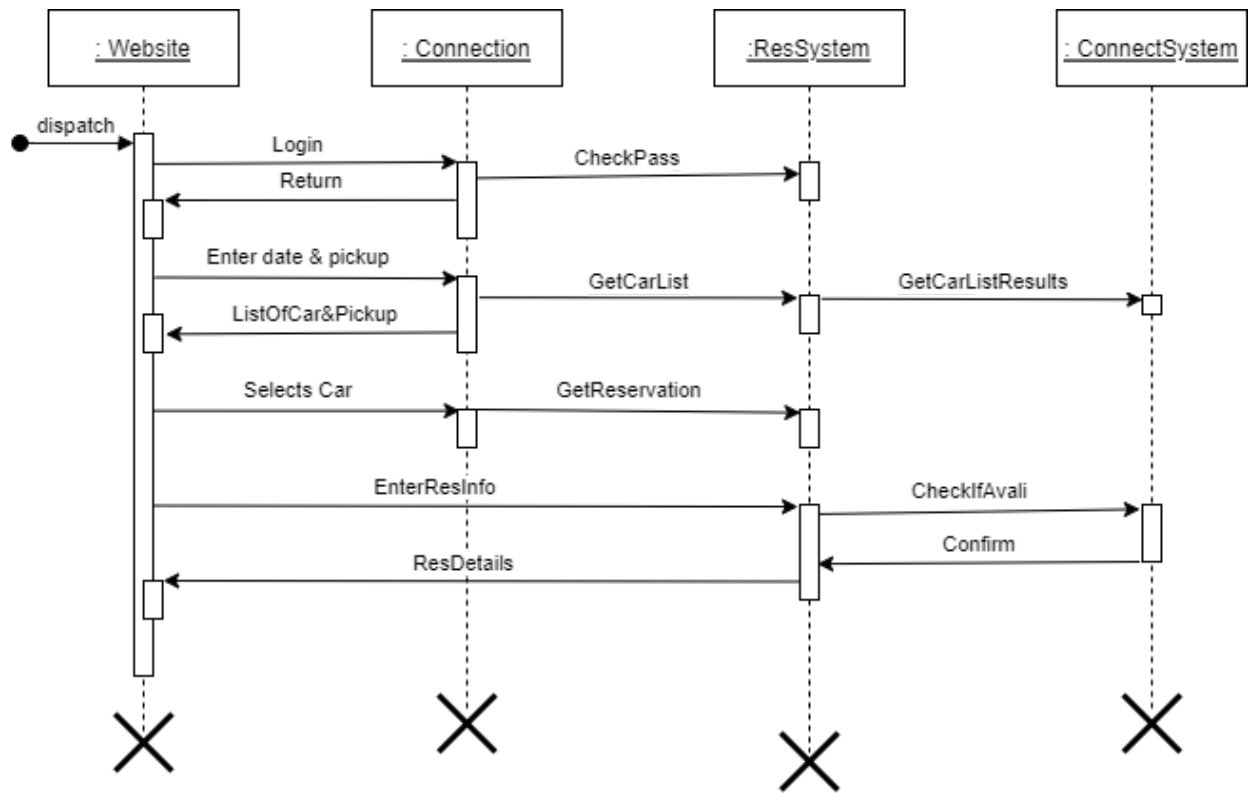 : Website
: Connection
:ResSystem
: ConnectSystem
dispatch
Login
CheckPass
Return
Enter date & pickup
GetCarList
GetCarListResults
ListOfCar&Pickup
Selects Car
GetReservation
EnterResInfo
CheckIfAvali
Confirm
ResDetails